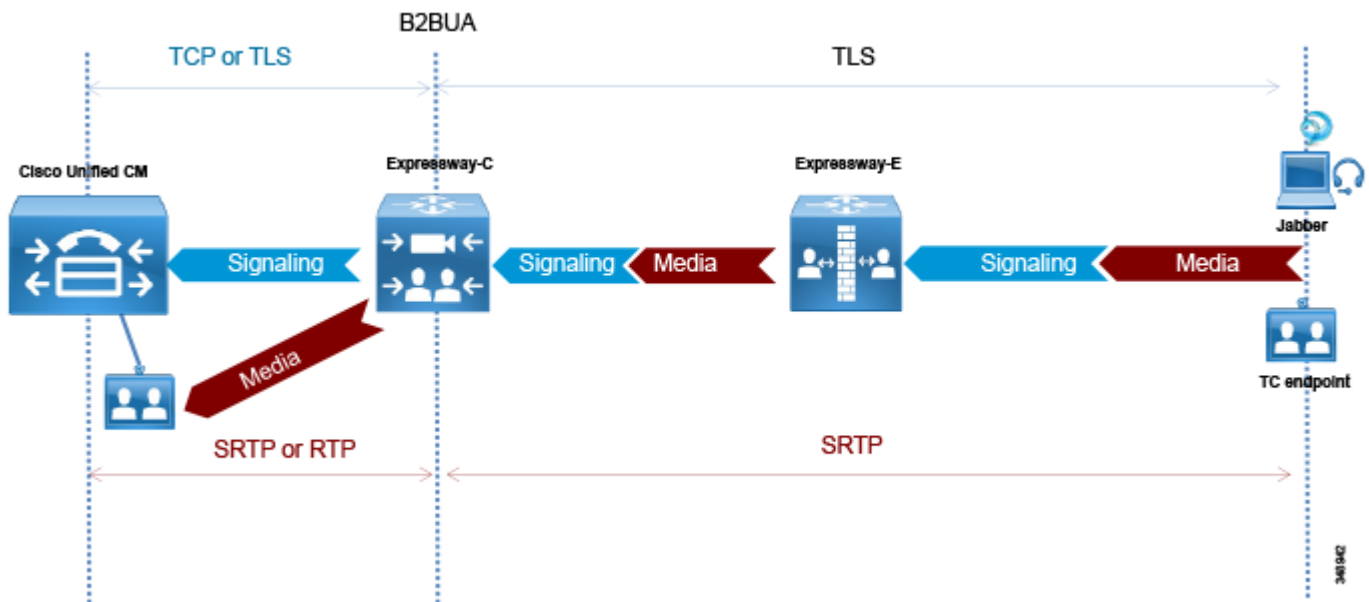 B2BUA
TCP or TLS
TLS
Cisco Unified CM
Expressway-C
Expressway-E
Jabber
Signaling
Signaling
Media
Signaling
Media
Media
TC endpoint
SRTP or RTP
SRTP
348942